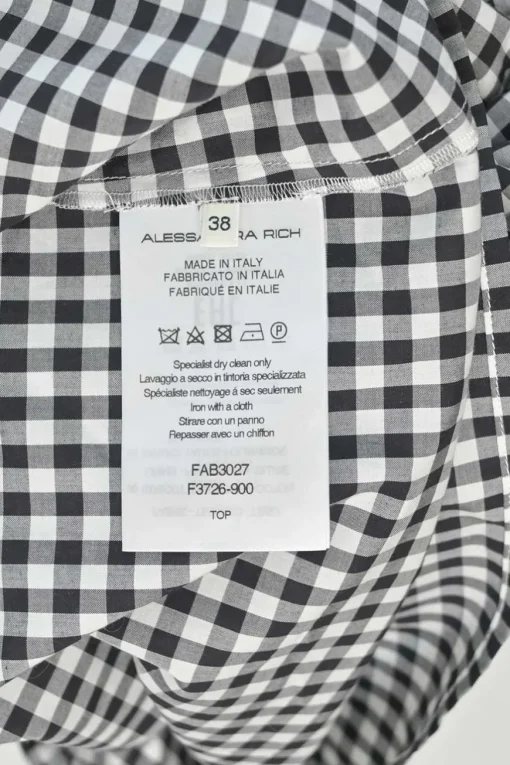 38
ALESSA RA RICH
MADE IN ITALY
FABBRICATO IN ITALIA
FABRIQUÉ EN ITALIE
P
Specialist dry clean only
Lavaggio a secco in tintoria specializzata
Spécialiste nettoyage á sec seulement
Iron with a cloth
Stirare con un panno
Repasser avec un chiffon
FAB3027
F3726-900
TOP